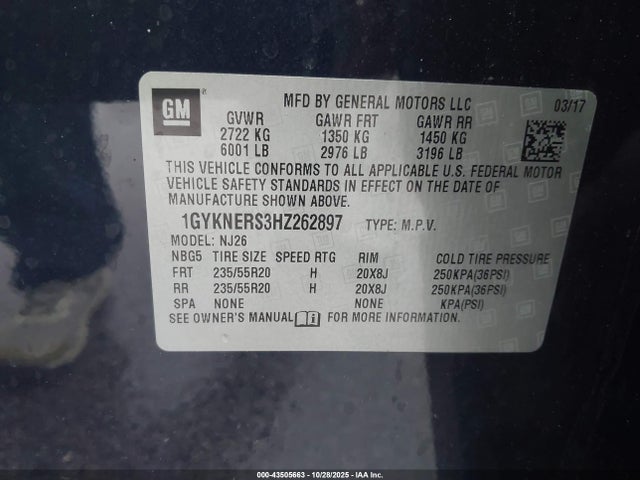 GM
MFD BY GENERAL MOTORS LLC 03/17
GVWR GAWR FRT GAWR RR
2722 KG 1350 KG 1450 KG
6001 LB 2976 LB 3196 LB
THIS VEHICLE CONFORMS TO ALL APPLICABLE U.S. FEDERAL MOTOR
VEHICLE SAFETY STANDARDS IN EFFECT ON THE DATE OF
MANUFACTURE SHOWN ABOVE.
1GYKNERS3HZ262897 TYPE: M.P.V.
MODEL: NJ26
NBG5 TIRE SIZE SPEED RTG RIM COLD TIRE PRESSURE
FRT 235/55R20 H 20X8J 250KPA(36PSI)
RR 235/55R20 H 20X8J 250KPA(36PSI)
SPA NONE NONE KPA(PSI)
SEE OWNER'S MANUAL FOR MORE INFORMATION.
000-43505663 | 10/28/2025 | IAA Inc.